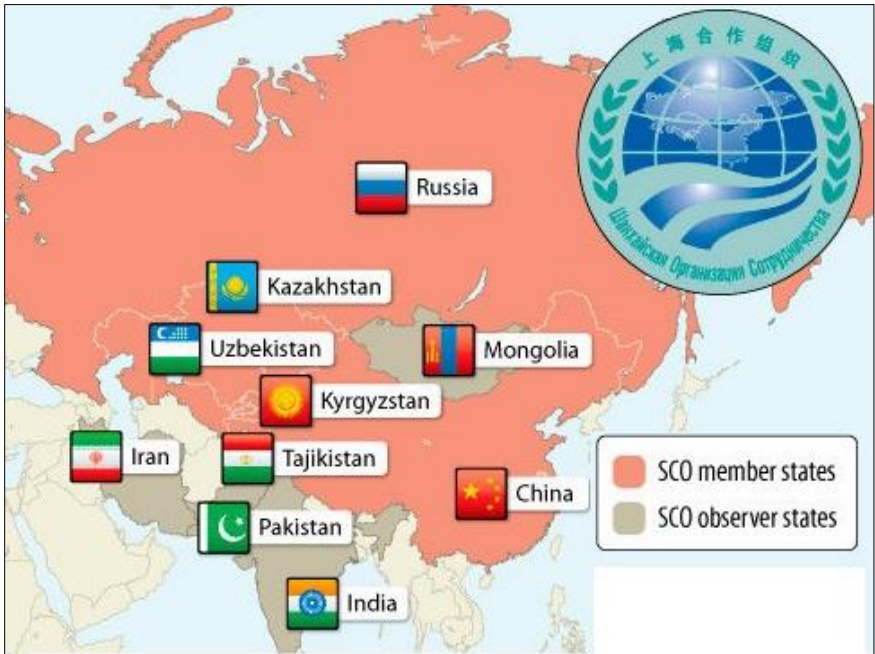 上海合作组织
Шанхайская Организация Сотрудничества
Russia
Kazakhstan
Uzbekistan
Mongolia
Kyrgyzstan
Iran
Tajikistan
China
Pakistan
India
SCO member states
SCO observer states